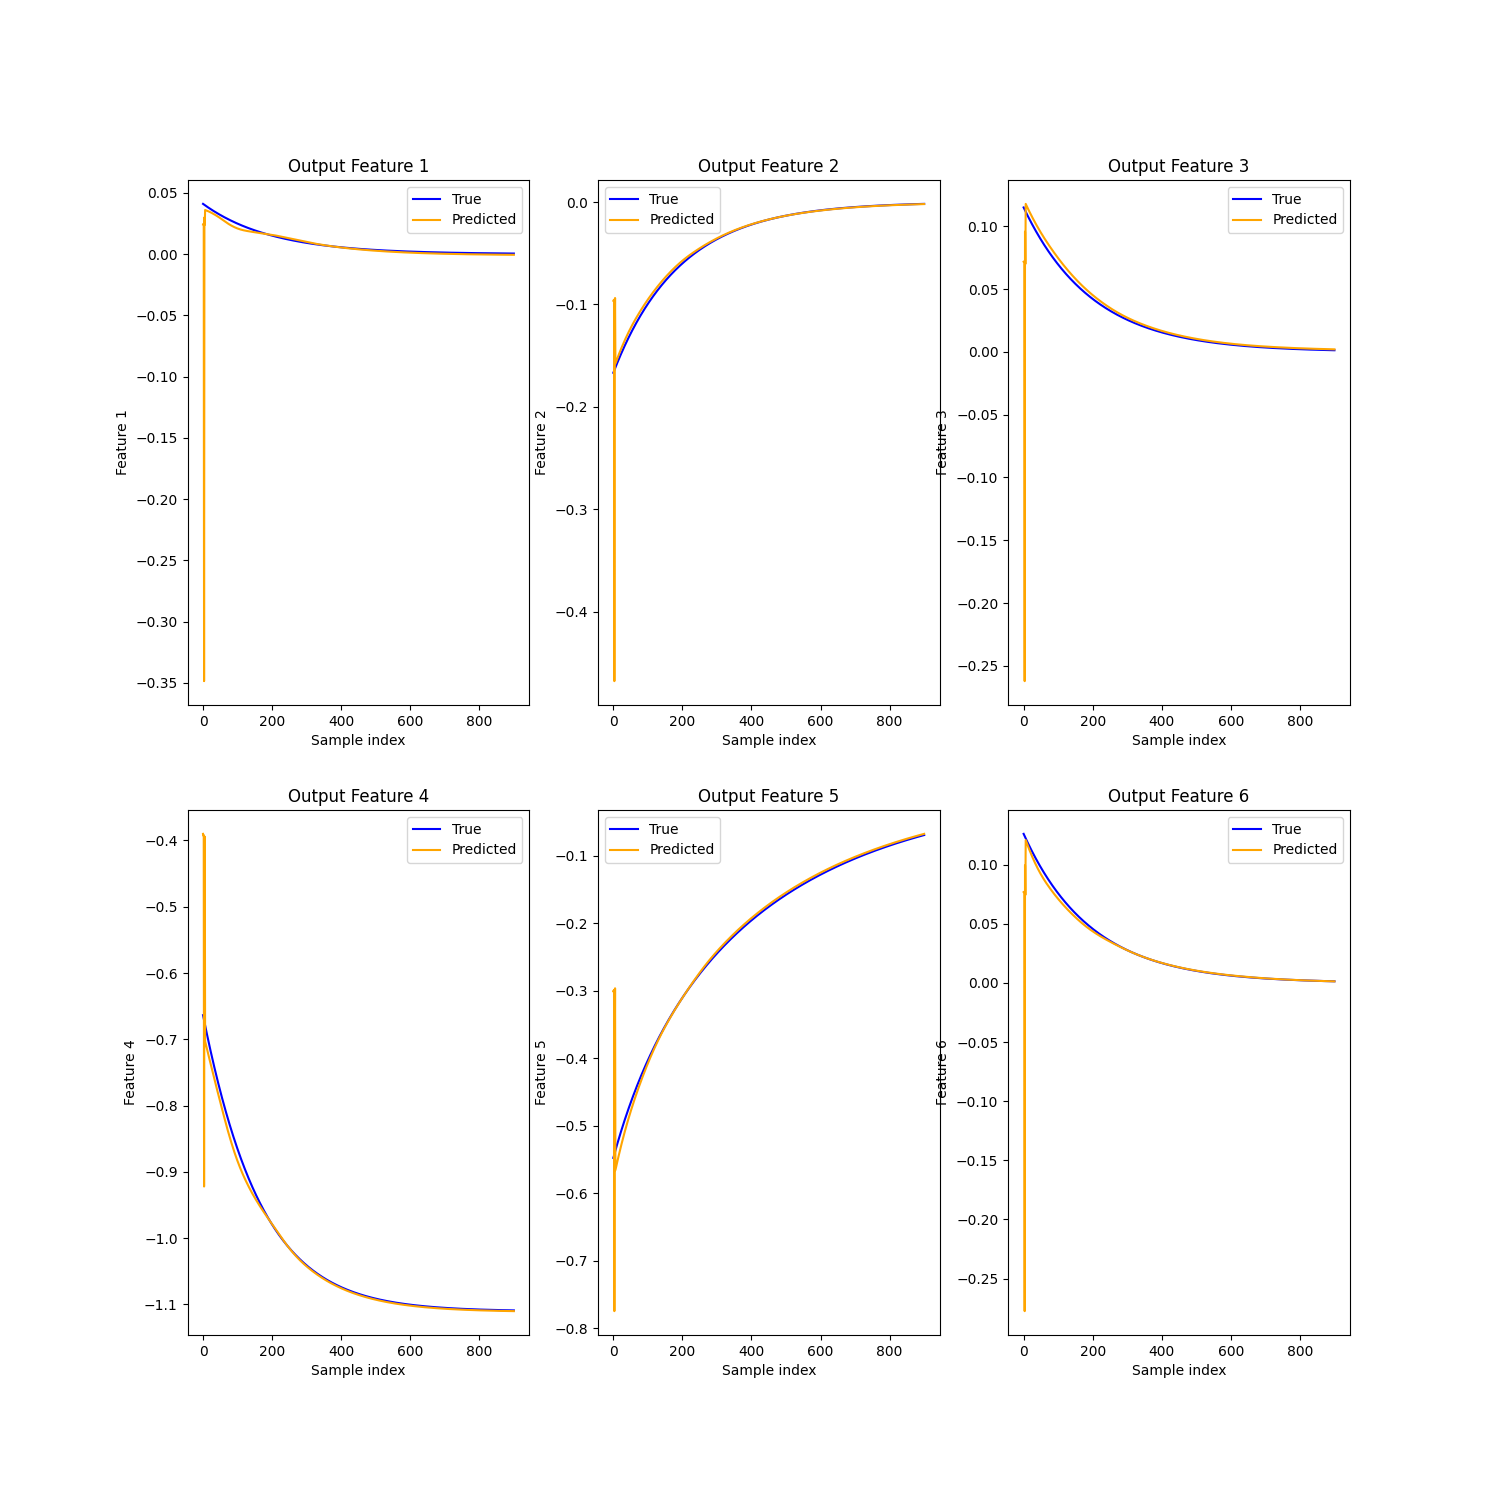 Output Feature 1
Output Feature 2
Output Feature 3
Feature 1
0.05
0.00
−0.05
−0.10
−0.15
−0.20
−0.25
−0.30
−0.35
True
Predicted
0 200 400 600 800
Sample index
Feature 2
0.0
−0.1
−0.2
−0.3
−0.4
True
Predicted
0 200 400 600 800
Sample index
Feature 3
0.10
0.05
0.00
−0.05
−0.10
−0.15
−0.20
−0.25
True
Predicted
0 200 400 600 800
Sample index
Output Feature 4
Output Feature 5
Output Feature 6
Feature 4
−0.4
−0.5
−0.6
−0.7
−0.8
−0.9
−1.0
−1.1
True
Predicted
0 200 400 600 800
Sample index
Feature 5
−0.1
−0.2
−0.3
−0.4
−0.5
−0.6
−0.7
−0.8
True
Predicted
0 200 400 600 800
Sample index
Feature 6
0.10
0.05
0.00
−0.05
−0.10
−0.15
−0.20
−0.25
True
Predicted
0 200 400 600 800
Sample index